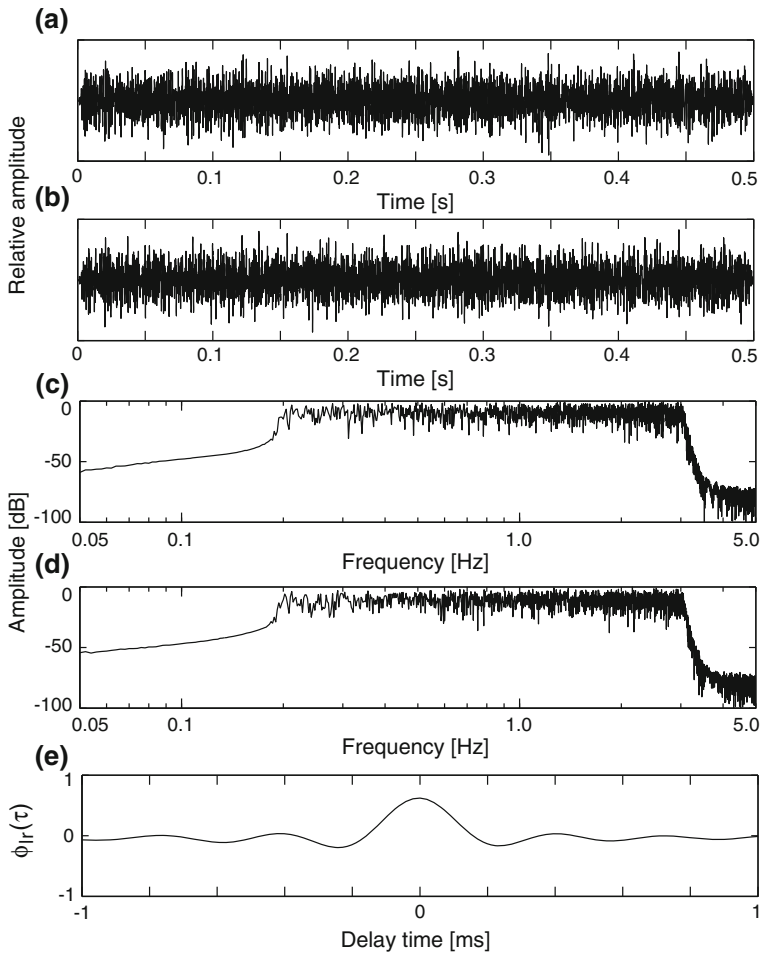 (a)
0 0.1 0.2 0.3 0.4 0.5
Time [s]
(b)
Relative amplitude
0 0.1 0.2 0.3 0.4 0.5
Time [s]
(c)
0
-50
-100
0.05 0.1 1.0 5.0
Frequency [Hz]
(d)
Amplitude [dB]
0
-50
-100
0.05 0.1 1.0 5.0
Frequency [Hz]
(e)
1
0
-1
ϕlr(τ)
-1 0 1
Delay time [ms]